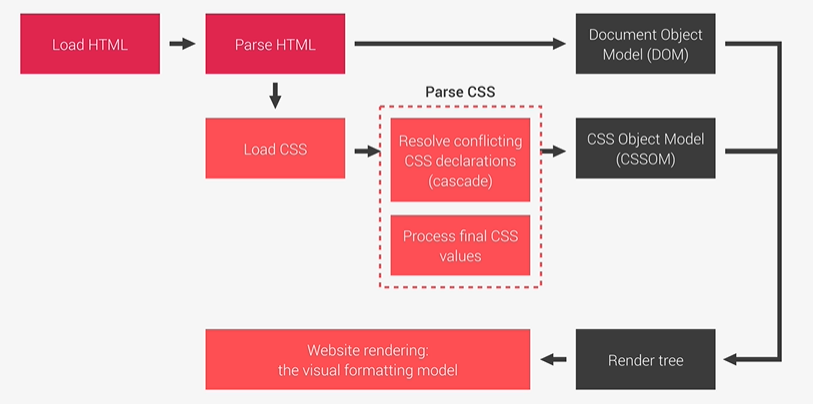 Load HTML
Parse HTML
Document Object
Model (DOM)
Parse CSS
Load CSS
Resolve conflicting
CSS declarations
(cascade)
CSS Object Model
(CSSOM)
Process final CSS
values
Website rendering:
the visual formatting model
Render tree